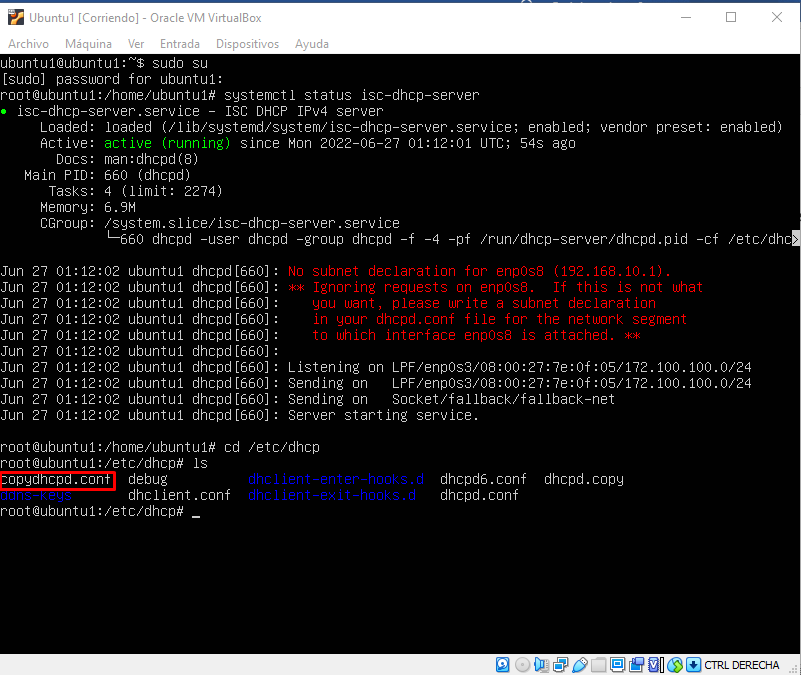 Ubuntu1 [Corriendo] - Oracle VM VirtualBox
Archivo Máquina Ver Entrada Dispositivos Ayuda
ubuntu1@ubuntu1:~$ sudo su
[sudo] password for ubuntu1:
root@ubuntu1:/home/ubuntu1# systemctl status isc-dhcp-server
● isc-dhcp-server.service - ISC DHCP IPv4 server
Loaded: loaded (/lib/systemd/system/isc-dhcp-server.service; enabled; vendor preset: enabled)
Active: active (running) since Mon 2022-06-27 01:12:01 UTC; 54s ago
Docs: man:dhcpd(8)
Main PID: 660 (dhcpd)
Tasks: 4 (limit: 2274)
Memory: 6.9M
CGroup: /system.slice/isc-dhcp-server.service
└─660 dhcpd -user dhcpd -group dhcpd -f -4 -pf /run/dhcp-server/dhcpd.pid -cf /etc/dhc>
Jun 27 01:12:02 ubuntu1 dhcpd[660]: No subnet declaration for enp0s8 (192.168.10.1).
Jun 27 01:12:02 ubuntu1 dhcpd[660]: ** Ignoring requests on enp0s8. If this is not what
Jun 27 01:12:02 ubuntu1 dhcpd[660]: you want, please write a subnet declaration
Jun 27 01:12:02 ubuntu1 dhcpd[660]: in your dhcpd.conf file for the network segment
Jun 27 01:12:02 ubuntu1 dhcpd[660]: to which interface enp0s8 is attached. **
Jun 27 01:12:02 ubuntu1 dhcpd[660]:
Jun 27 01:12:02 ubuntu1 dhcpd[660]: Listening on LPF/enp0s3/08:00:27:7e:0f:05/172.100.100.0/24
Jun 27 01:12:02 ubuntu1 dhcpd[660]: Sending on LPF/enp0s3/08:00:27:7e:0f:05/172.100.100.0/24
Jun 27 01:12:02 ubuntu1 dhcpd[660]: Sending on Socket/fallback/fallback-net
Jun 27 01:12:02 ubuntu1 dhcpd[660]: Server starting service.
root@ubuntu1:/home/ubuntu1# cd /etc/dhcp
root@ubuntu1:/etc/dhcp# ls
copydhcpd.conf debug dhclient-enter-hooks.d dhcpd6.conf dhcpd.copy
ddns-keys dhclient.conf dhclient-exit-hooks.d dhcpd.conf
root@ubuntu1:/etc/dhcp# _
CTRL DERECHA